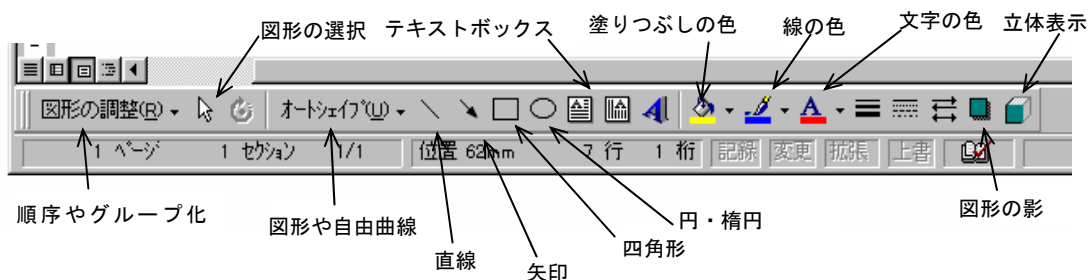 図形の選択 テキストボックス 塗りつぶしの色 線の色 文字の色 立体表示
図形の調整(R) オートシェイプ(U) A A A A
1 ページ 1 セクション 1/1 位置 62mm 7 行 1 桁 記録 変更 拡張 上書
順序やグループ化 図形や自由曲線 直線 矢印 四角形 円・楕円 図形の影